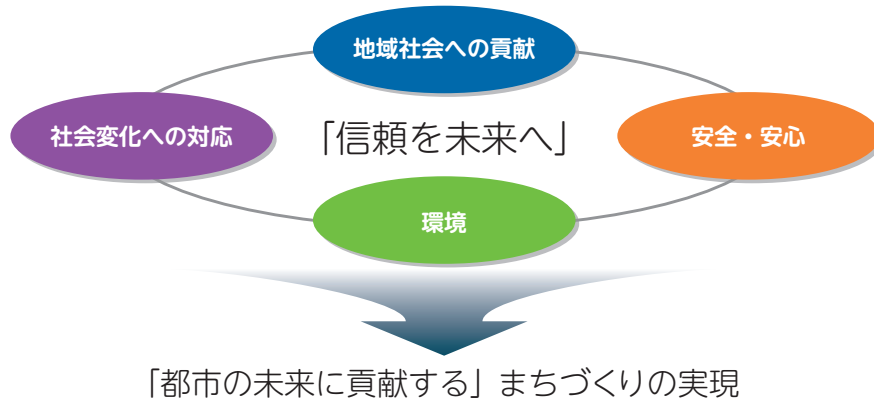 地域社会への貢献
社会変化への対応
「信頼を未来へ」
安全・安心
環境
「都市の未来に貢献する」まちづくりの実現